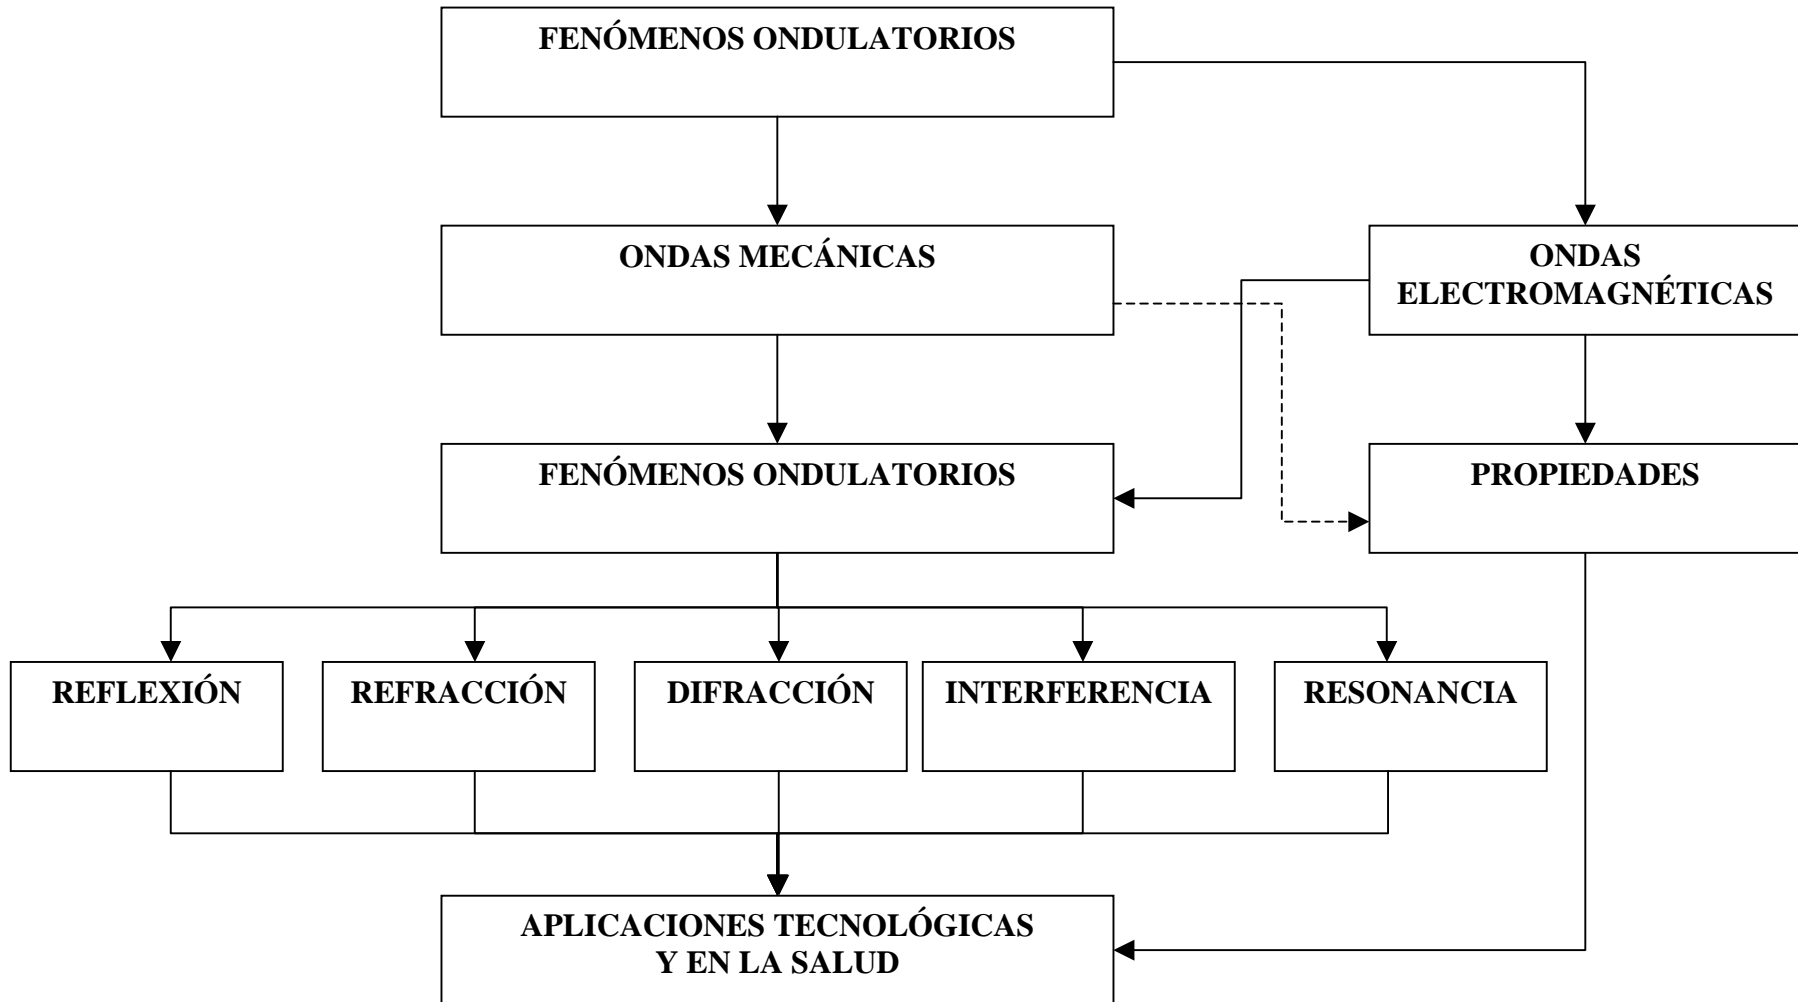 FENÓMENOS ONDULATORIOS
ONDAS MECÁNICAS
ONDAS
ELECTROMAGNÉTICAS
FENÓMENOS ONDULATORIOS
PROPIEDADES
REFLEXIÓN
REFRACCIÓN
DIFRACCIÓN
INTERFERENCIA
RESONANCIA
APLICACIONES TECNOLÓGICAS
Y EN LA SALUD